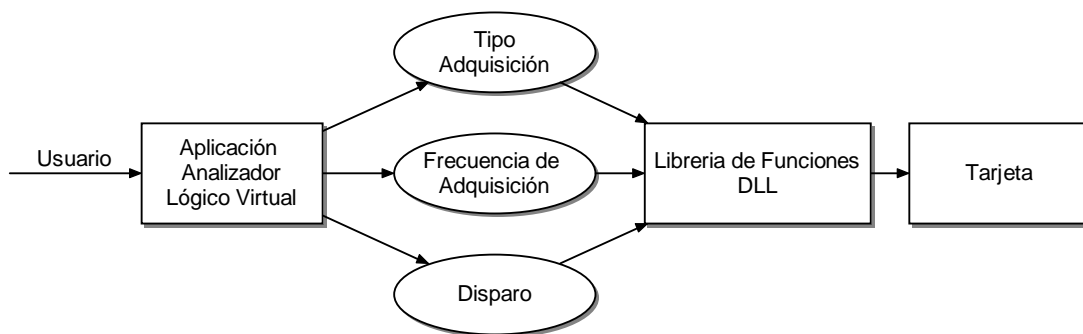 Tipo
Adquisición
Usuario
Aplicación
Analizador
Lógico Virtual
Frecuencia de
Adquisición
Libreria de Funciones
DLL
Tarjeta
Disparo